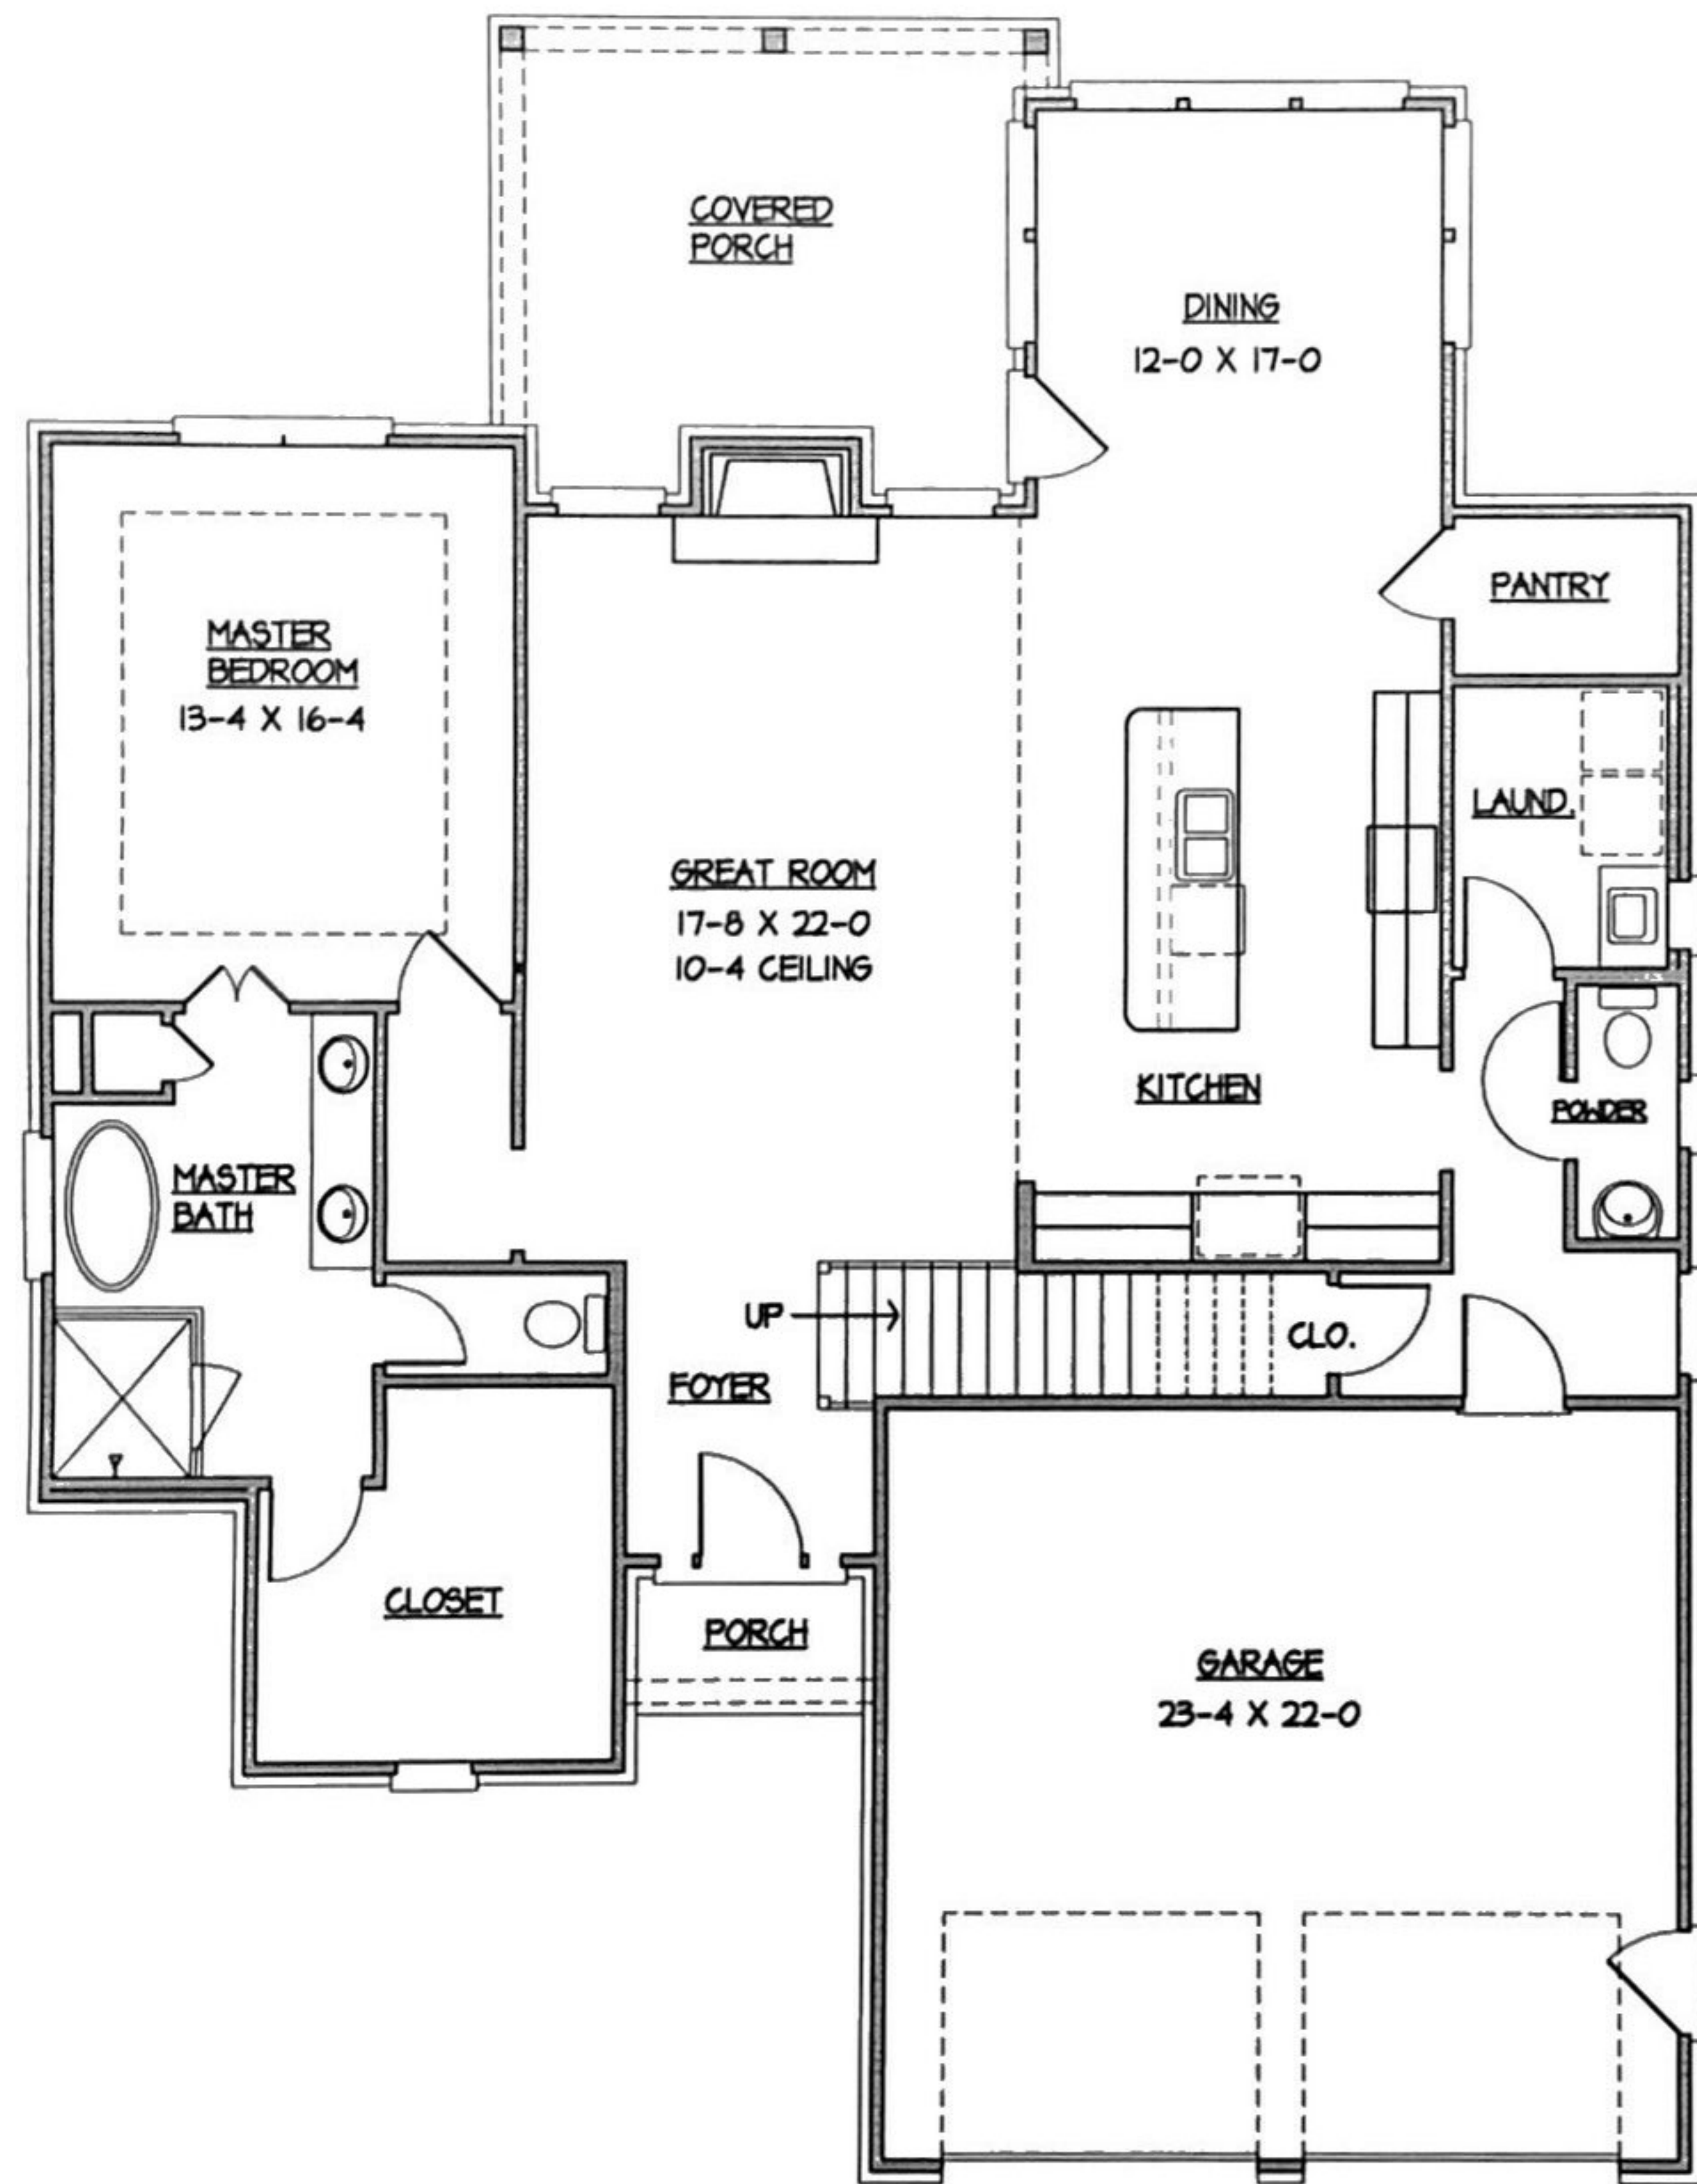 COVERED
PORCH
DINING
12-0 X 17-0
PANTRY
MASTER
BEDROOM
13-4 X 16-4
LAUND.
GREAT ROOM
17-8 X 22-0
10-4 CEILING
KITCHEN
POWDER
MASTER
BATH
UP
CLO.
FOYER
CLOSET
PORCH
GARAGE
23-4 X 22-0